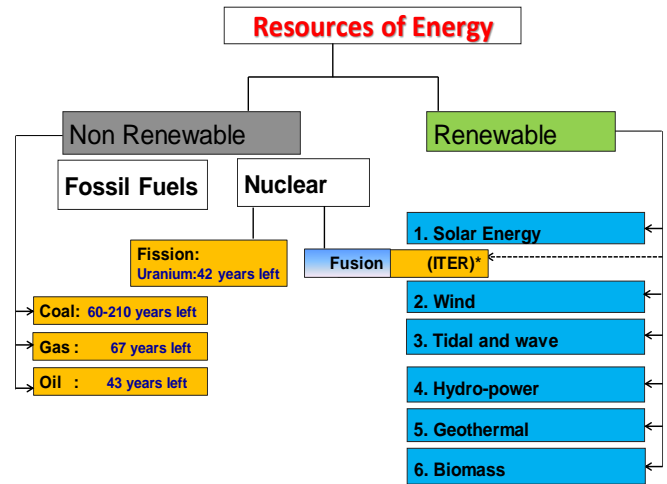 Resources of Energy
Non Renewable
Renewable
Fossil Fuels
Nuclear
Fission:
Uranium:42 years left
Fusion
(ITER)*
Coal: 60-210 years left
Gas : 67 years left
Oil : 43 years left
1. Solar Energy
2. Wind
3. Tidal and wave
4. Hydro-power
5. Geothermal
6. Biomass